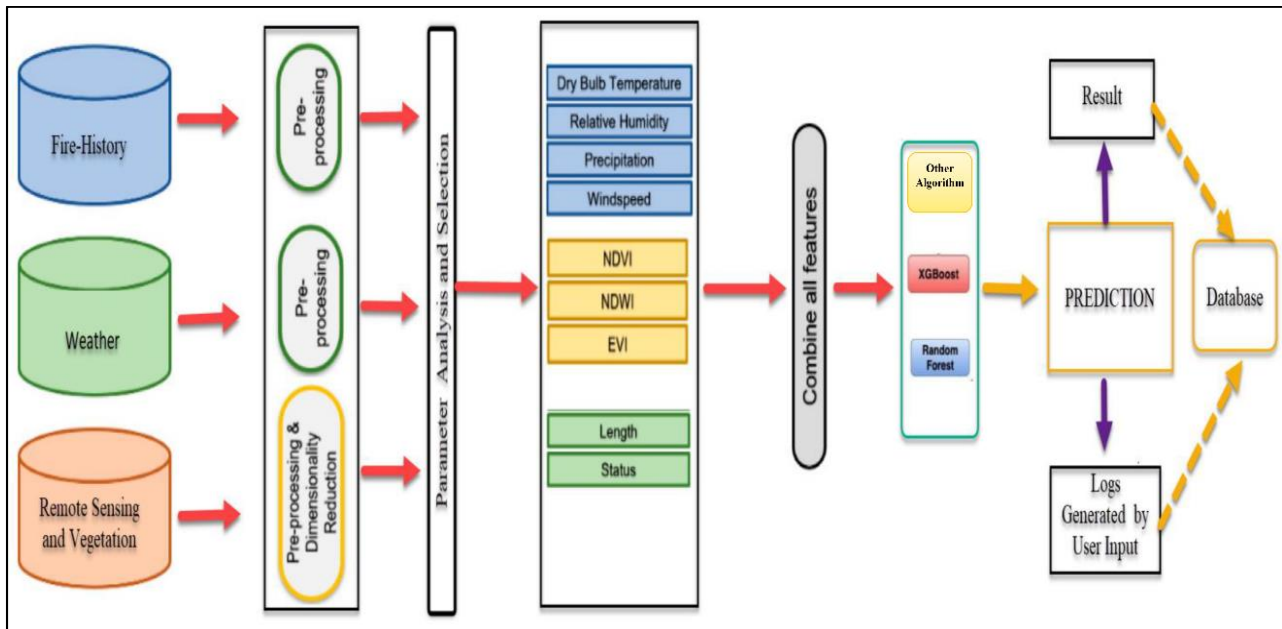 Fire-History
Weather
Remote Sensing
and Vegetation
Pre-
processing
Pre-
processing
Pre-processing &
Dimensionality
Reduction
Parameter Analysis and Selection
Dry Bulb Temperature
Relative Humidity
Precipitation
Windspeed
NDVI
NDWI
EVI
Length
Status
Combine all features
Other
Algorithm
XGBoost
Random
Forest
Result
PREDICTION
Logs
Generated by
User Input
Database